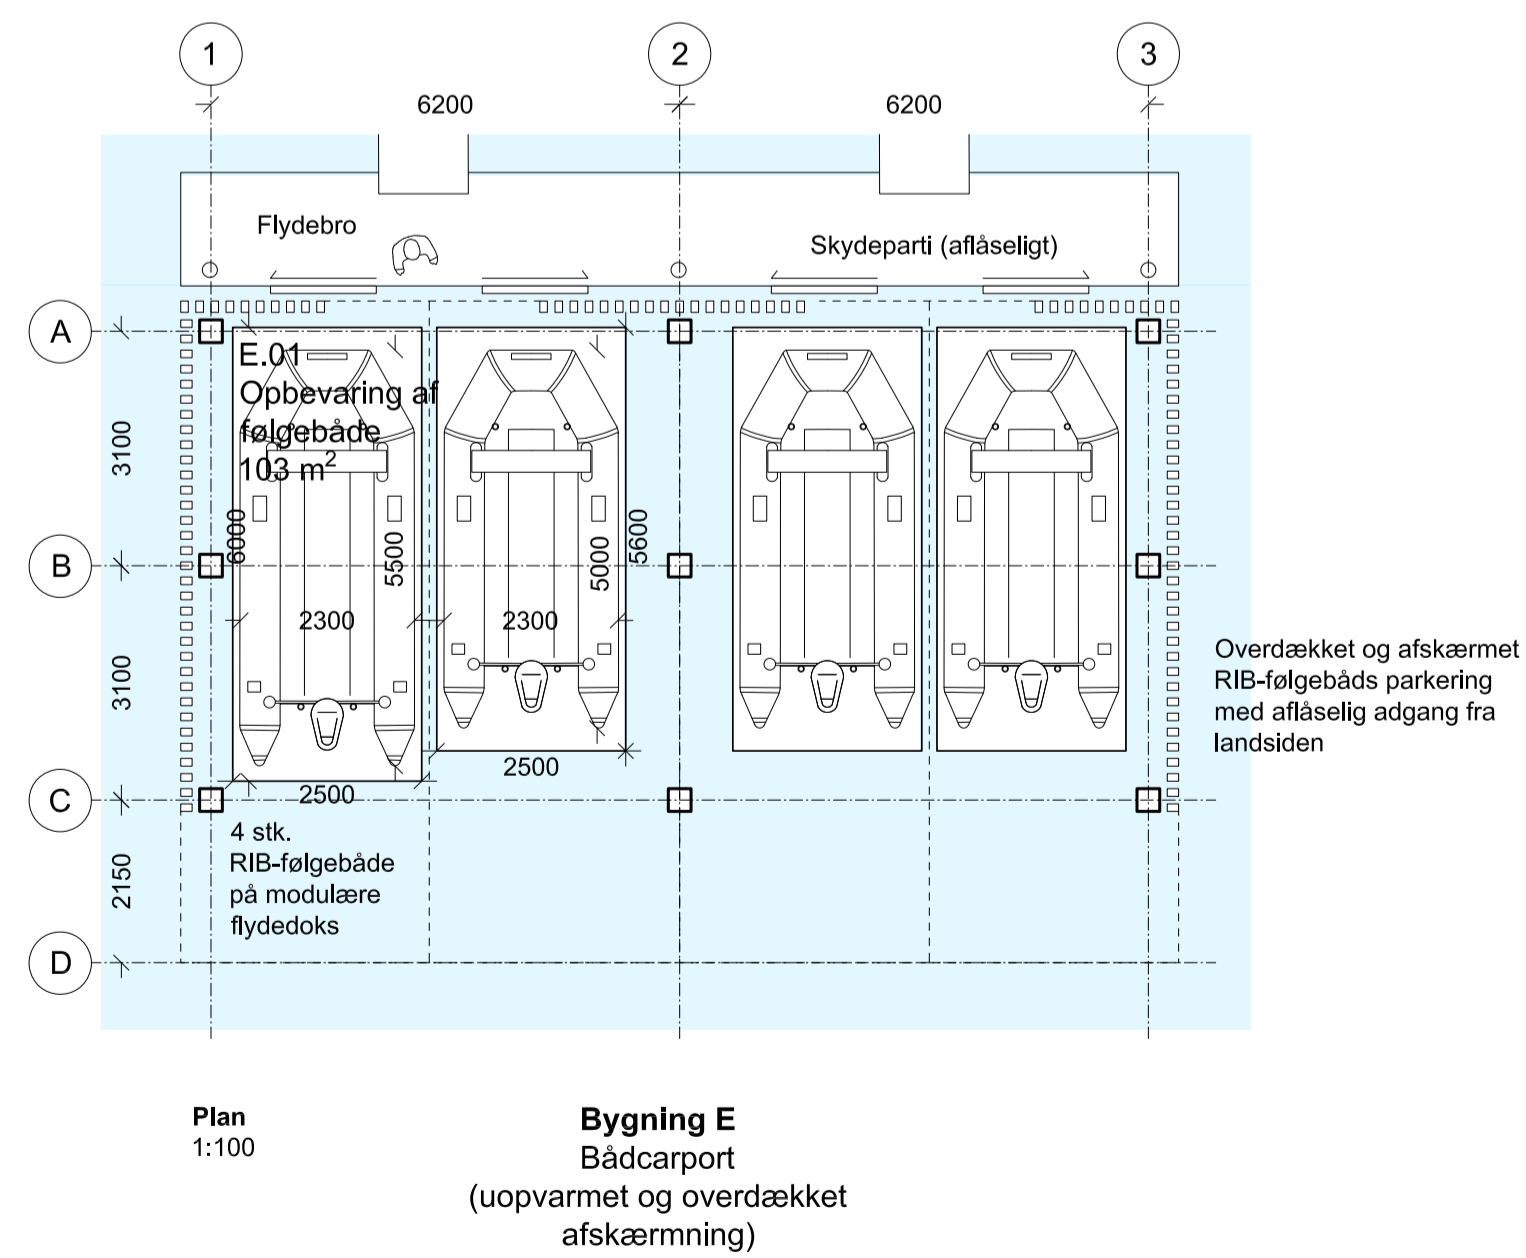 1
2
3
6200
6200
Flydebro
Skydeparti (aflåseligt)
A
E.01
Opbevaring af
følgebåde
103 m²
3100
6000
5500
5000
5600
B
2300
2300
3100
Overdækket og afskærmet
RIB-følgebåds parkering
med aflåselig adgang fra
landsiden
2500
2500
C
4 stk.
RIB-følgebåde
på modulære
flydedoks
2150
D
Plan
1:100
Bygning E
Bådcarport
(uopvarmet og overdækket
afskærmning)